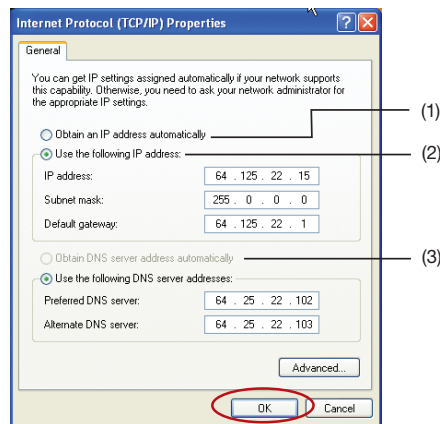 Internet Protocol (TCP/IP) Properties
General
You can get IP settings assigned automatically if your network supports
this capability. Otherwise, you need to ask your network administrator for
the appropriate IP settings.
Obtain an IP address automatically
(1)
Use the following IP address:
(2)
IP address: 64 . 125 . 22 . 15
Subnet mask: 255 . 0 . 0 . 0
Default gateway: 64 . 125 . 22 . 1
Obtain DNS server address automatically
(3)
Use the following DNS server addresses:
Preferred DNS server: 64 . 25 . 22 . 102
Alternate DNS server: 64 . 25 . 22 . 103
Advanced...
OK Cancel